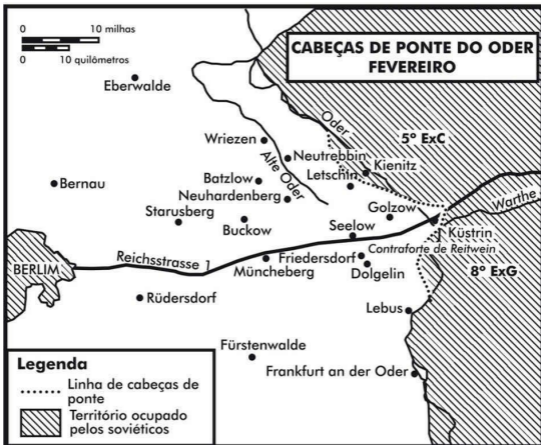 0 10 milhas
0 10 quilômetros
CABEÇAS DE PONTE DO ODER
FEVEREIRO
Eberwalde
Oder
5º ExC
Wriezen
Neutrebbin
Kienitz
Alte Oder
Letschin
Batzlow
Bernau
Neuhardenberg
Warthe
Golzow
Starusberg
Buckow
Seelow
Küstrin
Reichsstrasse 1
Contraforte de Reitwein
Friedersdorf
Müncheberg
Dolgelin
8º ExG
BERLIM
Rüdersdorf
Lebus
Fürstenwalde
Frankfurt an der Oder
Legenda
Linha de cabeças de
ponte
Território ocupado
pelos soviéticos